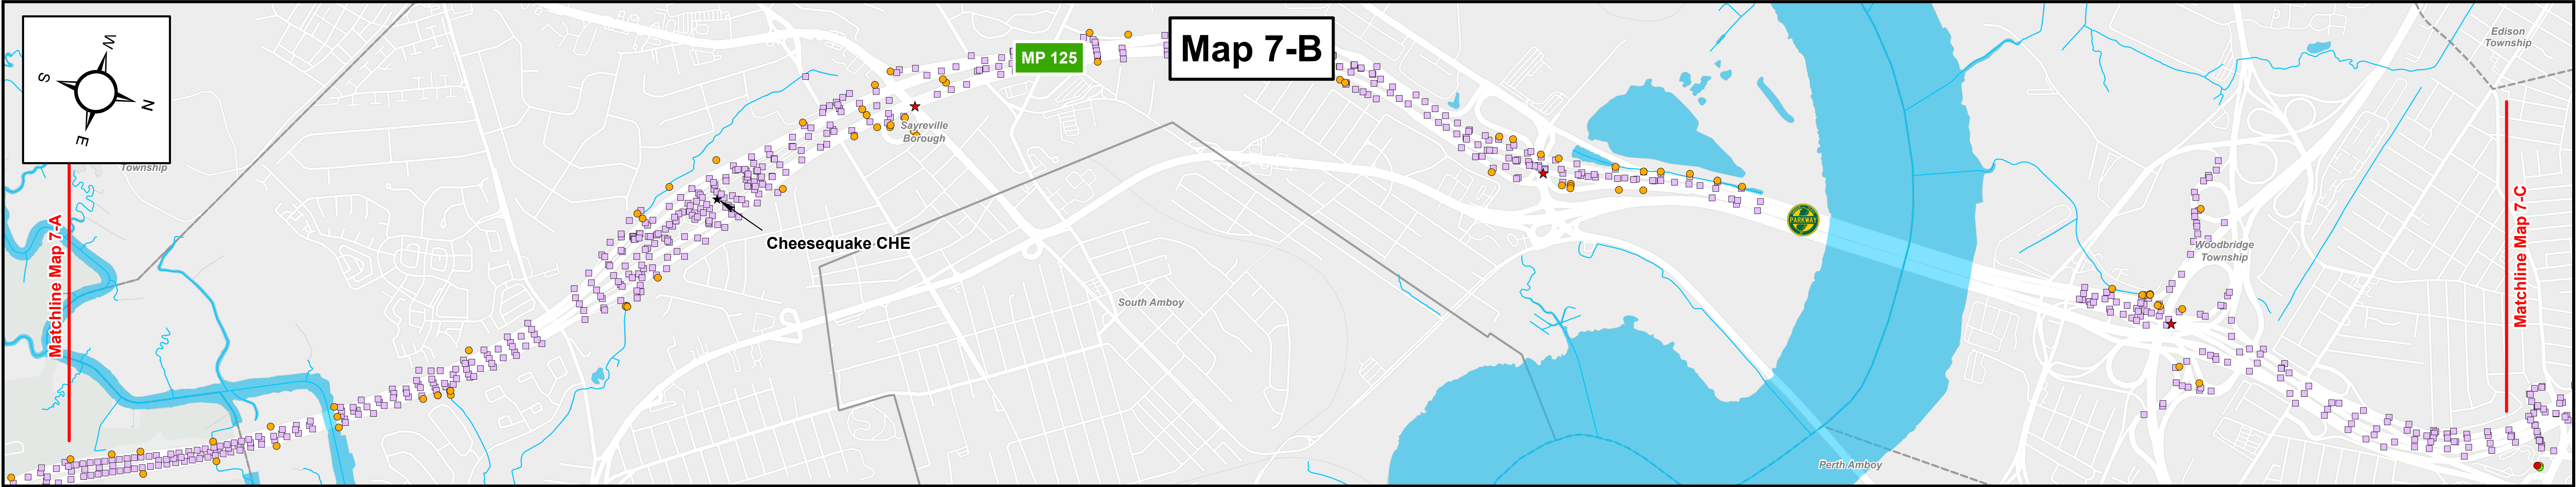 W
S
N
E
Township
Matchline Map 7-A
Cheesequake CHE
Sayreville
Borough
MP 125
Map 7-B
South Amboy
PARKWAY
Woodbridge
Township
Perth Amboy
Edison
Township
Matchline Map 7-C